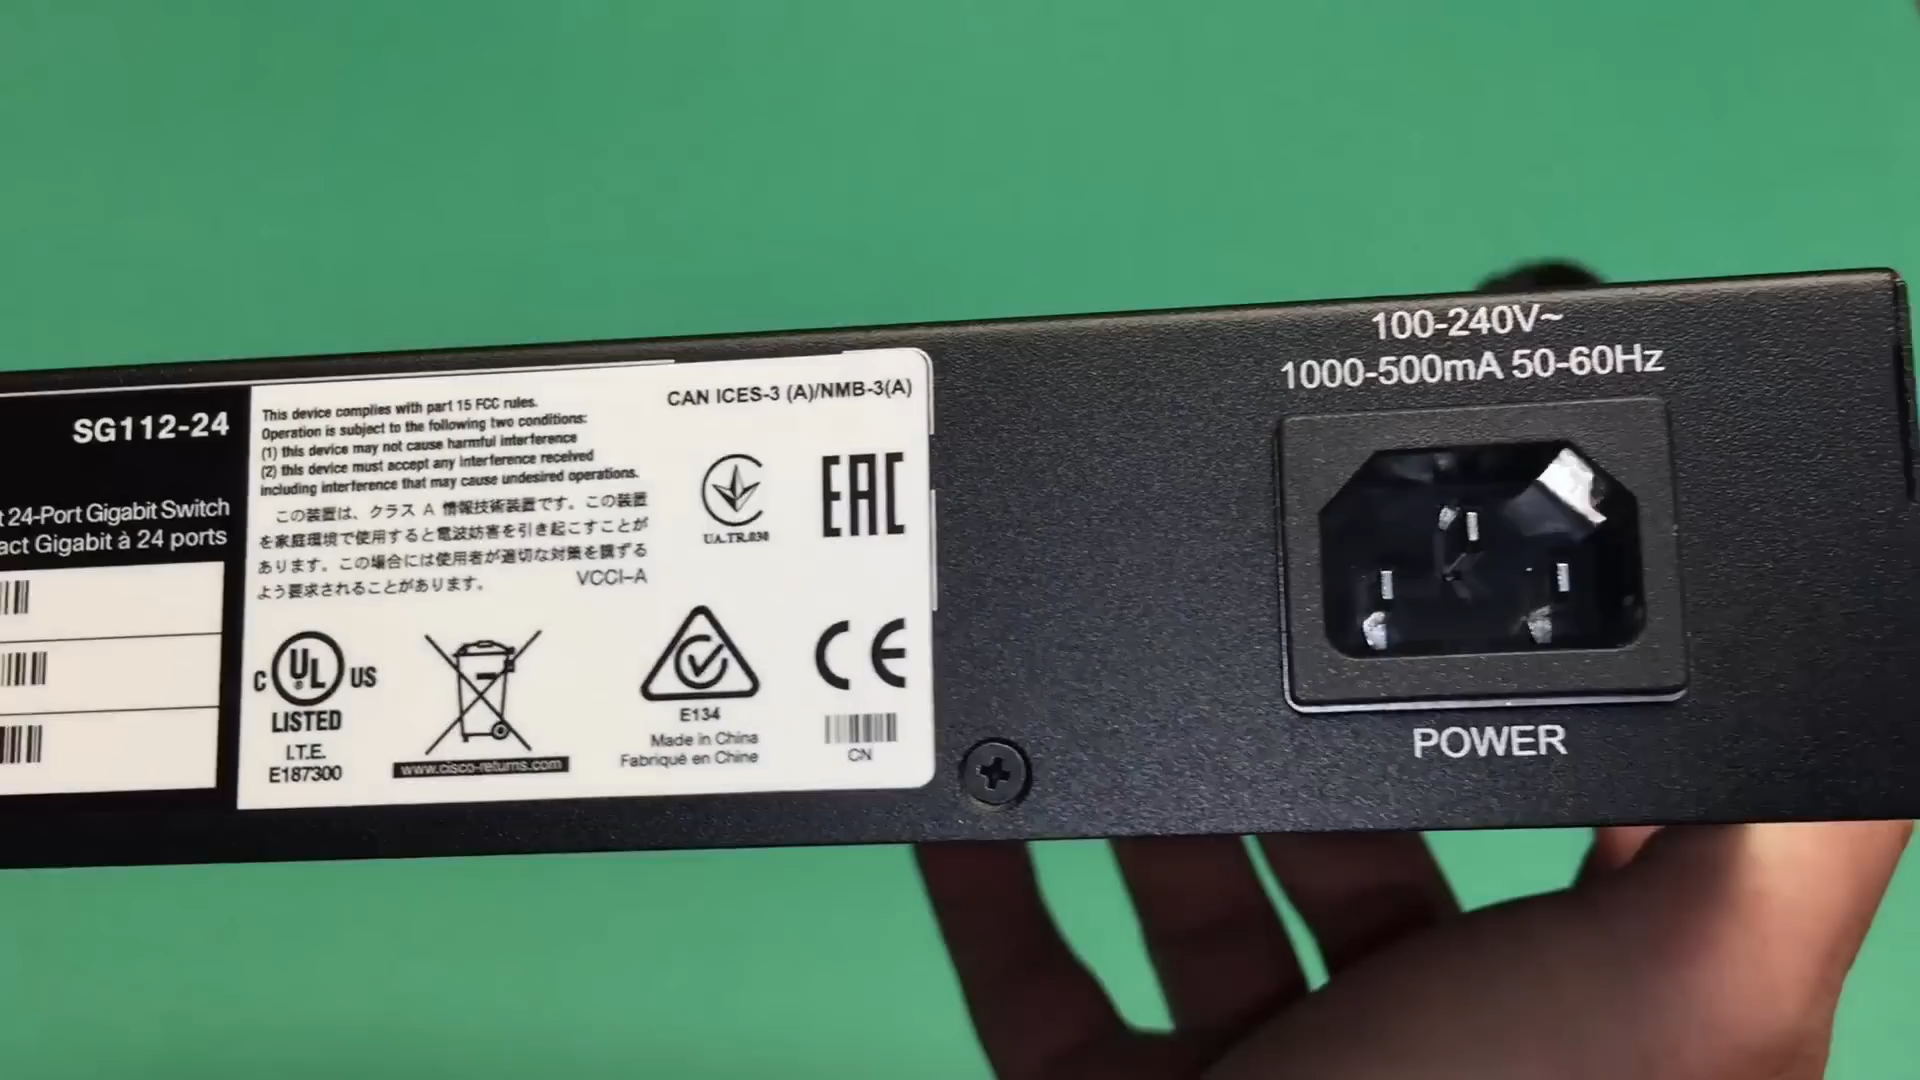 SG112-24
24-Port Gigabit Switch
Gigabit à 24 ports
This device complies with part 15 FCC rules.
Operation is subject to the following two conditions:
(1) this device may not cause harmful interference
(2) this device must accept any interference received
including interference that may cause undesired operations.
この装置は、クラス A 情報技術装置です。この装置
を家庭環境で使用すると電波妨害を引き起こすことが
あります。この場合には使用者が適切な対策を講ずる
よう要求されることがあります。 VCCI-A
CAN ICES-3 (A)/NMB-3(A)
UA.TR.030
EAC
C UL US
LISTED
I.T.E.
E187300
www.cisco-returns.com
E134
Made in China
Fabriqué en Chine
CE
CN
100-240V~
1000-500mA 50-60Hz
POWER